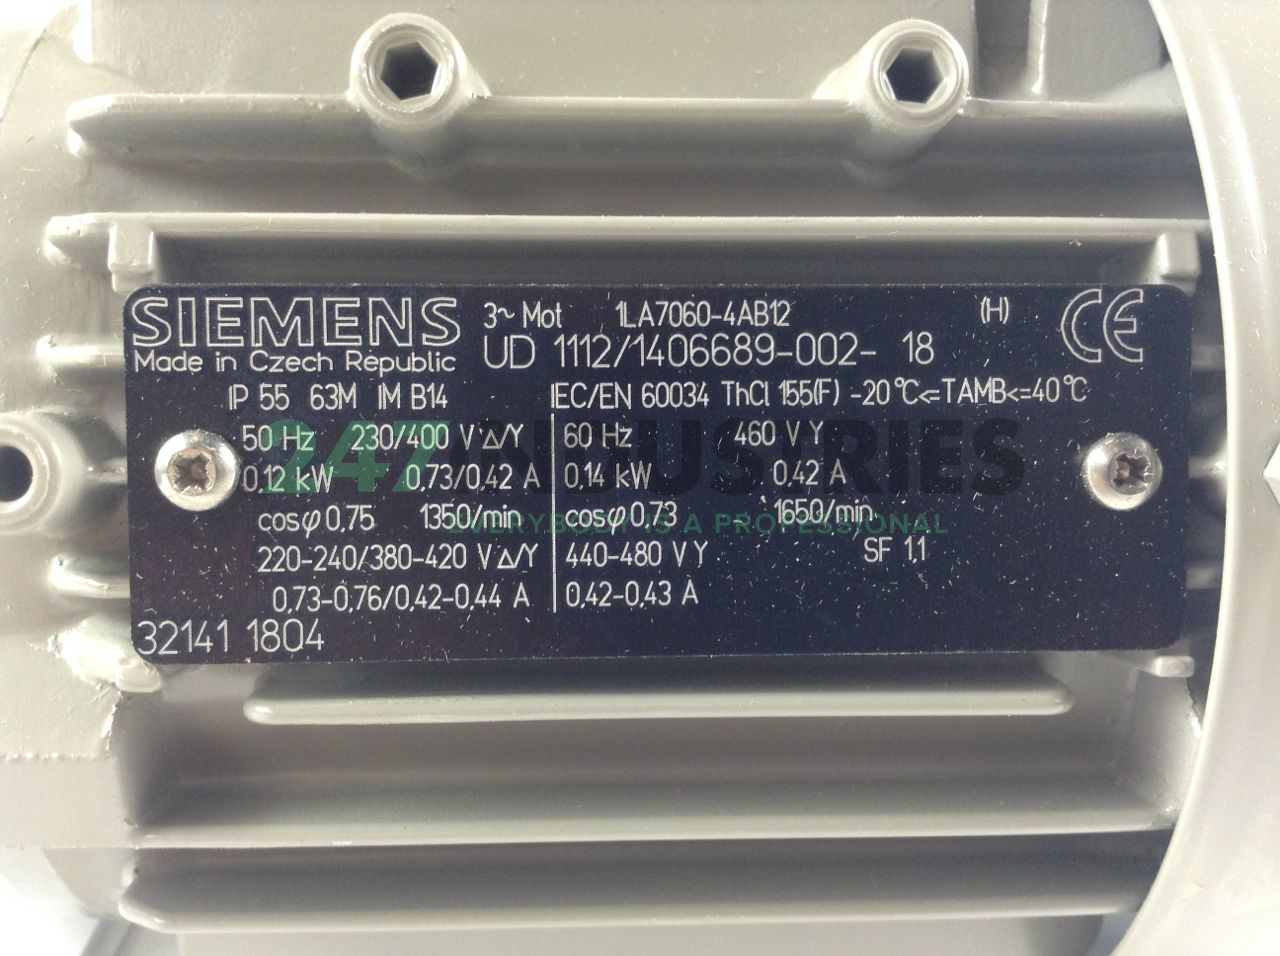 SIEMENS 3~ Mot 1LA7060-4AB12 (H) CE
Made in Czech Republic UD 1112/1406689-002- 18
IP 55 63M IM B14 IEC/EN 60034 ThCl 155(F) -20°C<=TAMB<=40°C
50 Hz 230/400 V Δ/Y 60 Hz 460 V Y
0,12 kW 0,73/0,42 A 0,14 kW 0,42 A
cosφ 0,75 1350/min cosφ 0,73 1650/min
220-240/380-420 V Δ/Y 440-480 V Y SF 1,1
0,73-0,76/0,42-0,44 A 0,42-0,43 A
32141 1804
247 INDUSTRIES
EVERYBODY IS A PROFESSIONAL